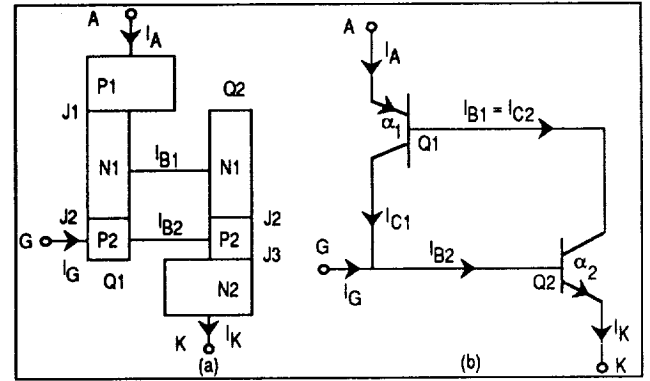 A
I_A
P1
Q2
J1
N1
I_B1
N1
J2
J2
G
P2
I_B2
P2
J3
I_G
Q1
N2
K
I_K
(a)
A
I_A
α_1
I_B1 = I_C2
Q1
I_C1
G
I_B2
I_G
Q2
α_2
I_K
K
(b)